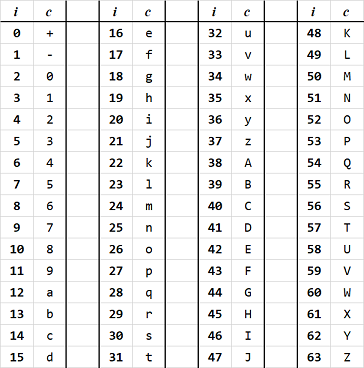 i c i c i c i c
0 + 16 e 32 u 48 K
1 - 17 f 33 v 49 L
2 0 18 g 34 w 50 M
3 1 19 h 35 x 51 N
4 2 20 i 36 y 52 O
5 3 21 j 37 z 53 P
6 4 22 k 38 A 54 Q
7 5 23 l 39 B 55 R
8 6 24 m 40 C 56 S
9 7 25 n 41 D 57 T
10 8 26 o 42 E 58 U
11 9 27 p 43 F 59 V
12 a 28 q 44 G 60 W
13 b 29 r 45 H 61 X
14 c 30 s 46 I 62 Y
15 d 31 t 47 J 63 Z